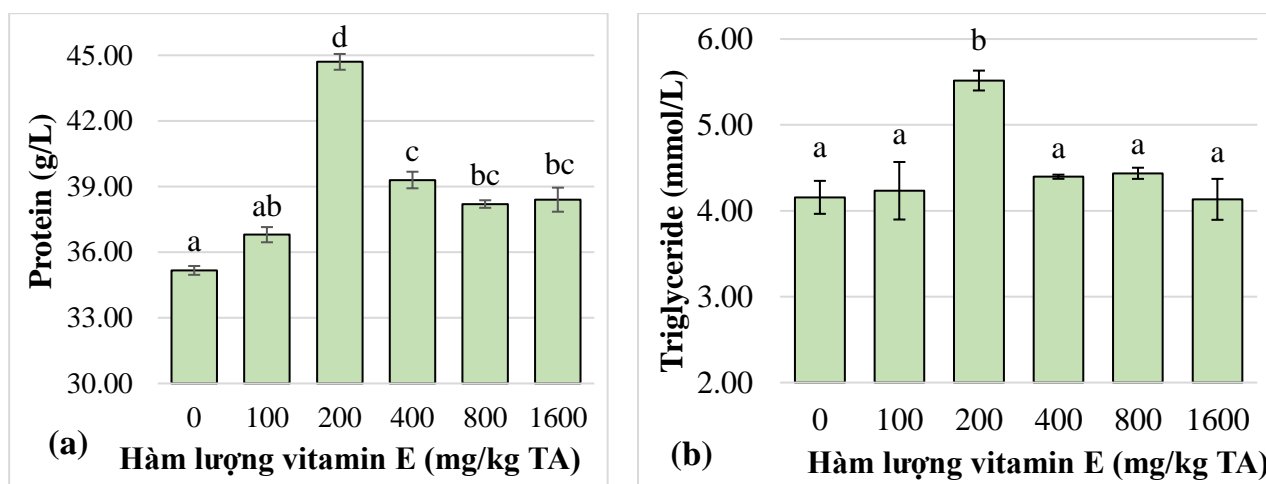 Protein (g/L)
45.00
42.00
39.00
36.00
33.00
30.00
a
ab
d
c
bc
bc
0 100 200 400 800 1600
(a)
Hàm lượng vitamin E (mg/kg TA)
Triglyceride (mmol/L)
6.00
5.00
4.00
3.00
2.00
a
a
b
a
a
a
0 100 200 400 800 1600
(b)
Hàm lượng vitamin E (mg/kg TA)